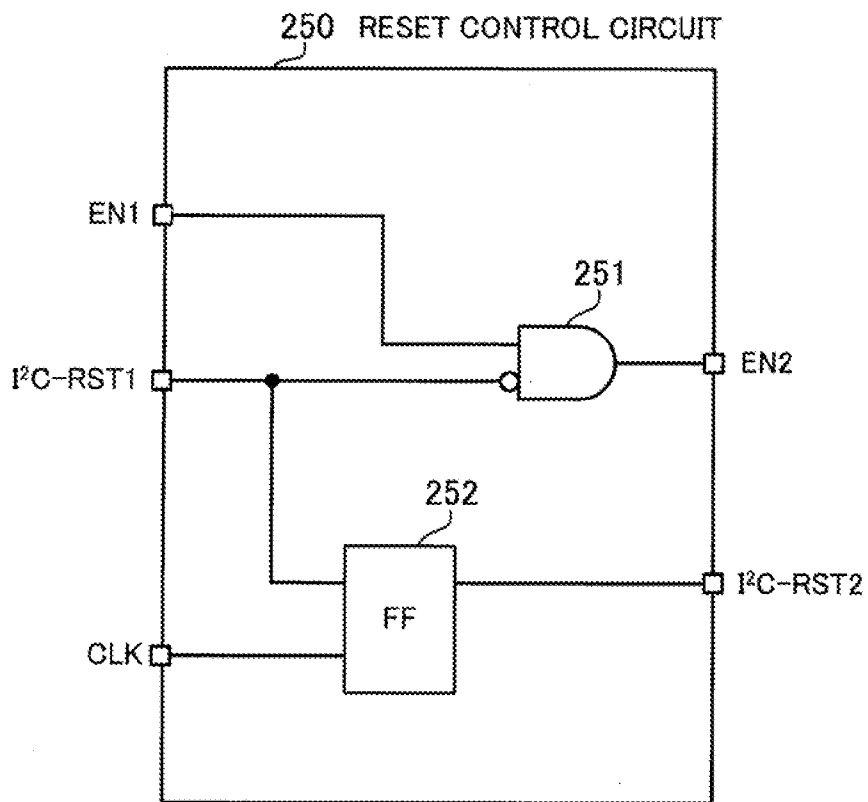 250 RESET CONTROL CIRCUIT
EN1
251
EN2
I²C-RST1
252
FF
I²C-RST2
CLK